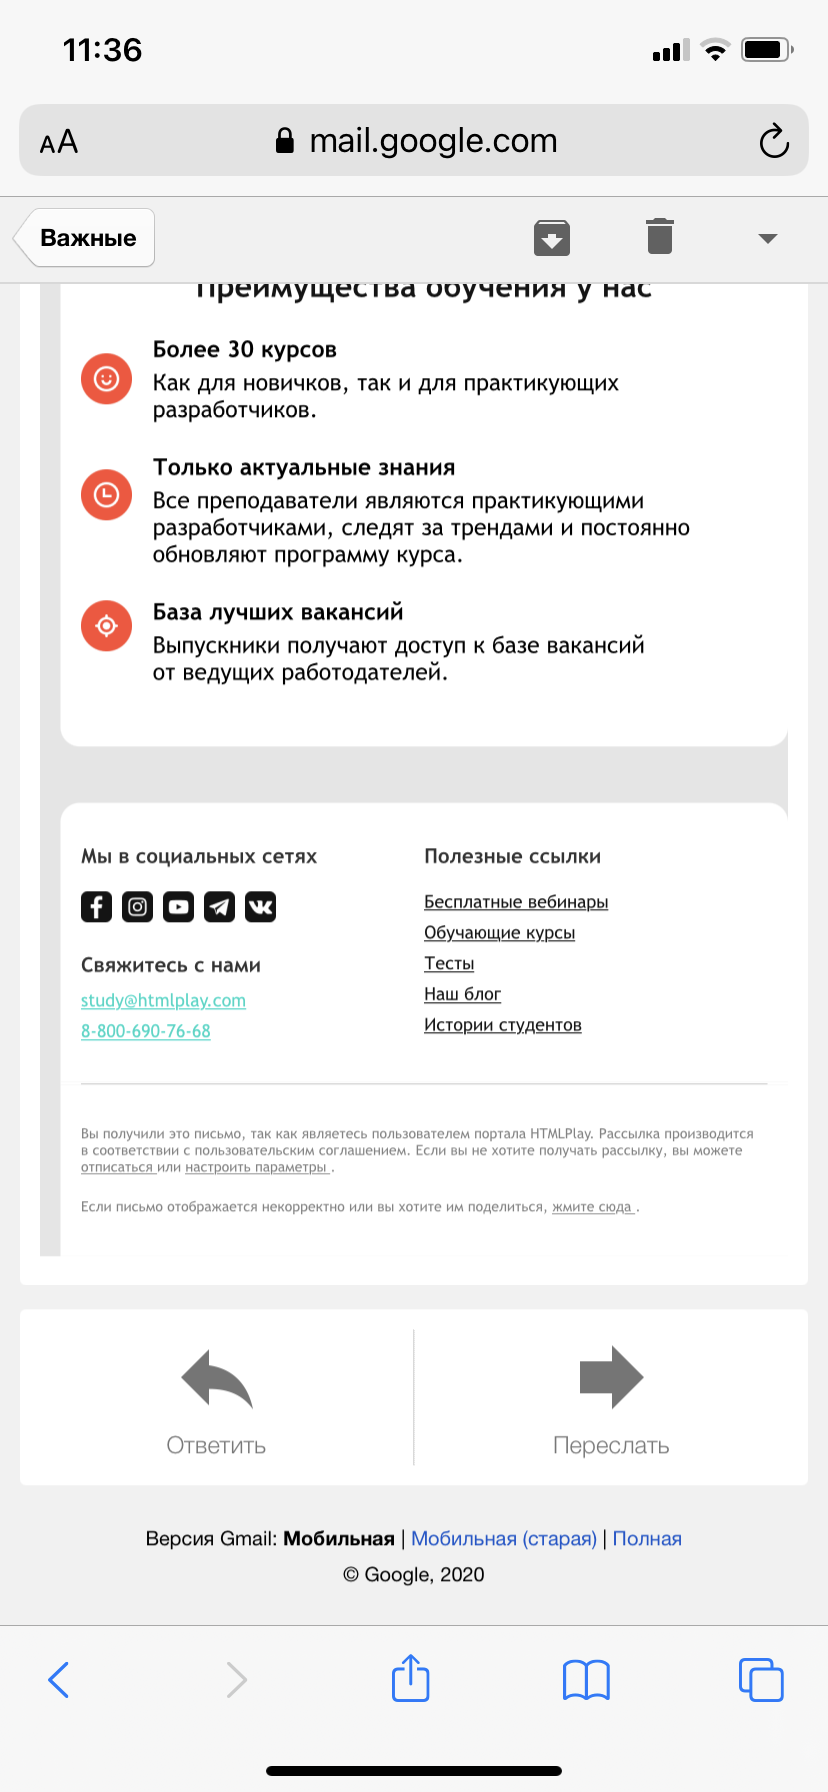 11:36
AA mail.google.com
Важные
Преимущества обучения у нас
Более 30 курсов
Как для новичков, так и для практикующих
разработчиков.
Только актуальные знания
Все преподаватели являются практикующими
разработчиками, следят за трендами и постоянно
обновляют программу курса.
База лучших вакансий
Выпускники получают доступ к базе вакансий
от ведущих работодателей.
Мы в социальных сетях
Свяжитесь с нами
study@htmlplay.com
8-800-690-76-68
Полезные ссылки
Бесплатные вебинары
Обучающие курсы
Тесты
Наш блог
Истории студентов
Вы получили это письмо, так как являетесь пользователем портала HTMLPlay. Рассылка производится
в соответствии с пользовательским соглашением. Если вы не хотите получать рассылку, вы можете
отписаться или настроить параметры .
Если письмо отображается некорректно или вы хотите им поделиться, жмите сюда .
Ответить
Переслать
Версия Gmail: Мобильная | Мобильная (старая) | Полная
© Google, 2020